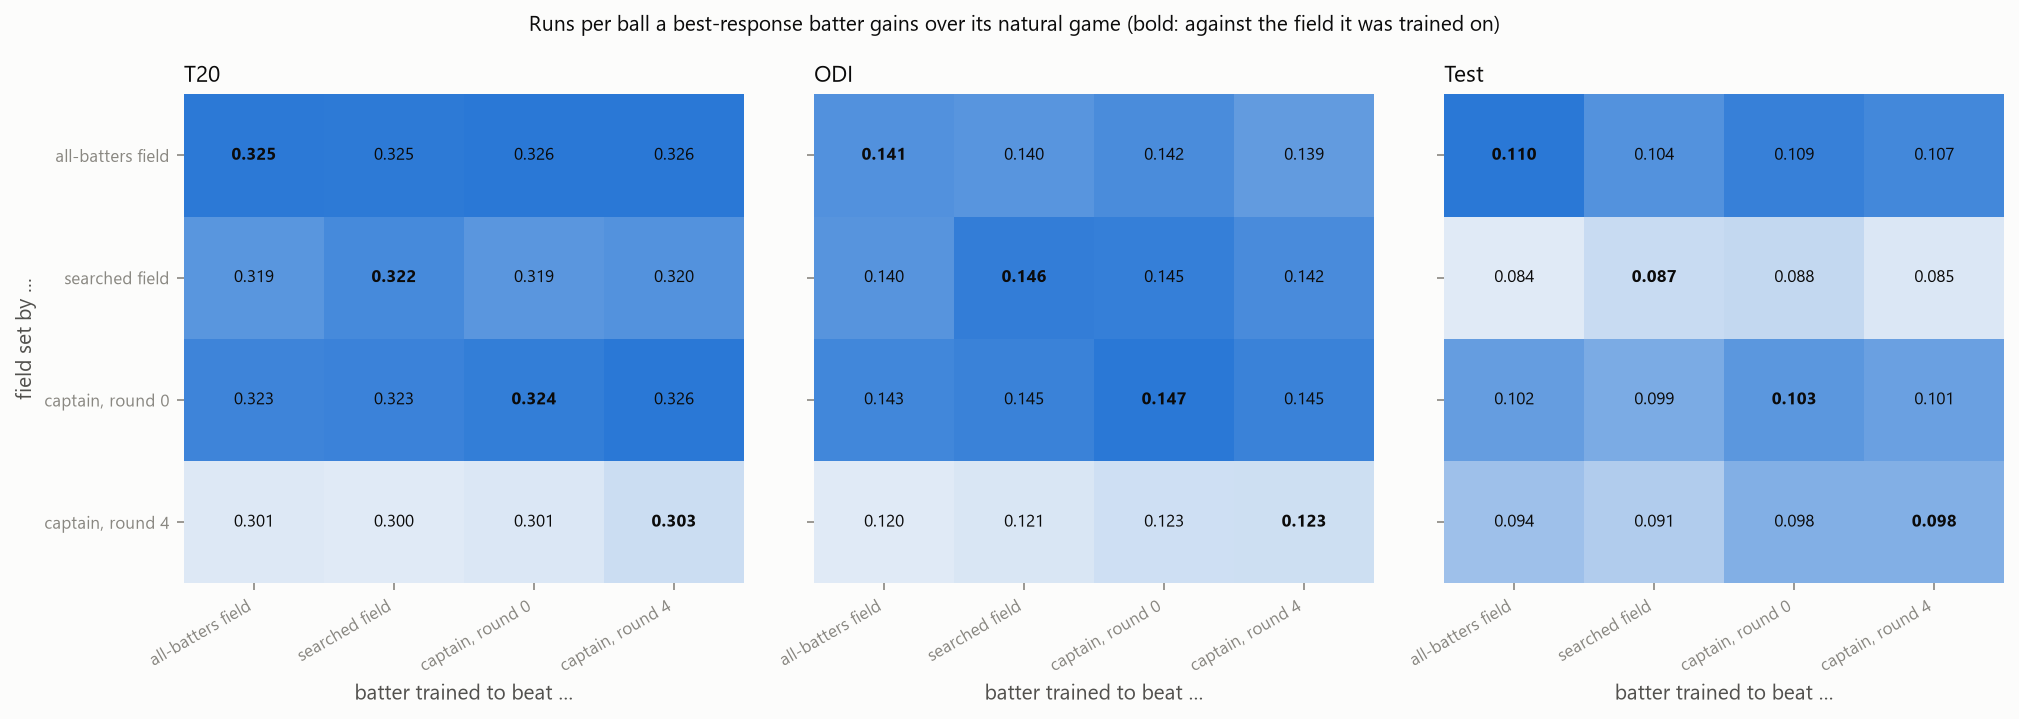 Runs per ball a best-response batter gains over its natural game (bold: against the field it was trained on)
T20
ODI
Test
field set by ...
all-batters field
0.325 0.325 0.326 0.326
0.141 0.140 0.142 0.139
0.110 0.104 0.109 0.107
searched field
0.319 0.322 0.319 0.320
0.140 0.146 0.145 0.142
0.084 0.087 0.088 0.085
captain, round 0
0.323 0.323 0.324 0.326
0.143 0.145 0.147 0.145
0.102 0.099 0.103 0.101
captain, round 4
0.301 0.300 0.301 0.303
0.120 0.121 0.123 0.123
0.094 0.091 0.098 0.098
all-batters field
searched field
captain, round 0
captain, round 4
all-batters field
searched field
captain, round 0
captain, round 4
all-batters field
searched field
captain, round 0
captain, round 4
batter trained to beat ...
batter trained to beat ...
batter trained to beat ...